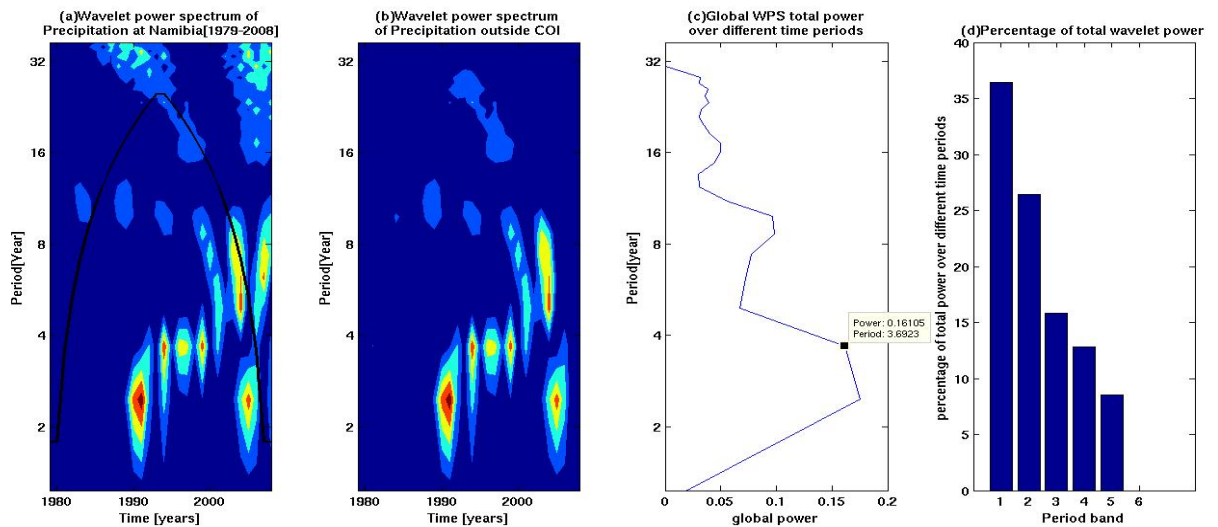 (a)Wavelet power spectrum of
Precipitation at Namibia[1979-2008]
32
16
8
4
2
Period[Year]
1980
1990
2000
Time [years]
(b)Wavelet power spectrum
of Precipitation outside COI
32
16
8
4
2
Period[Year]
1980
1990
2000
Time [years]
(c)Global WPS total power
over different time periods
32
16
8
4
2
Period[Year]
Power: 0.16105
Period: 3.6923
0
0.05
0.1
0.15
0.2
global power
(d)Percentage of total wavelet power
40
35
30
25
20
15
10
5
0
percentage of total power over different time periods
1
2
3
4
5
6
Period band